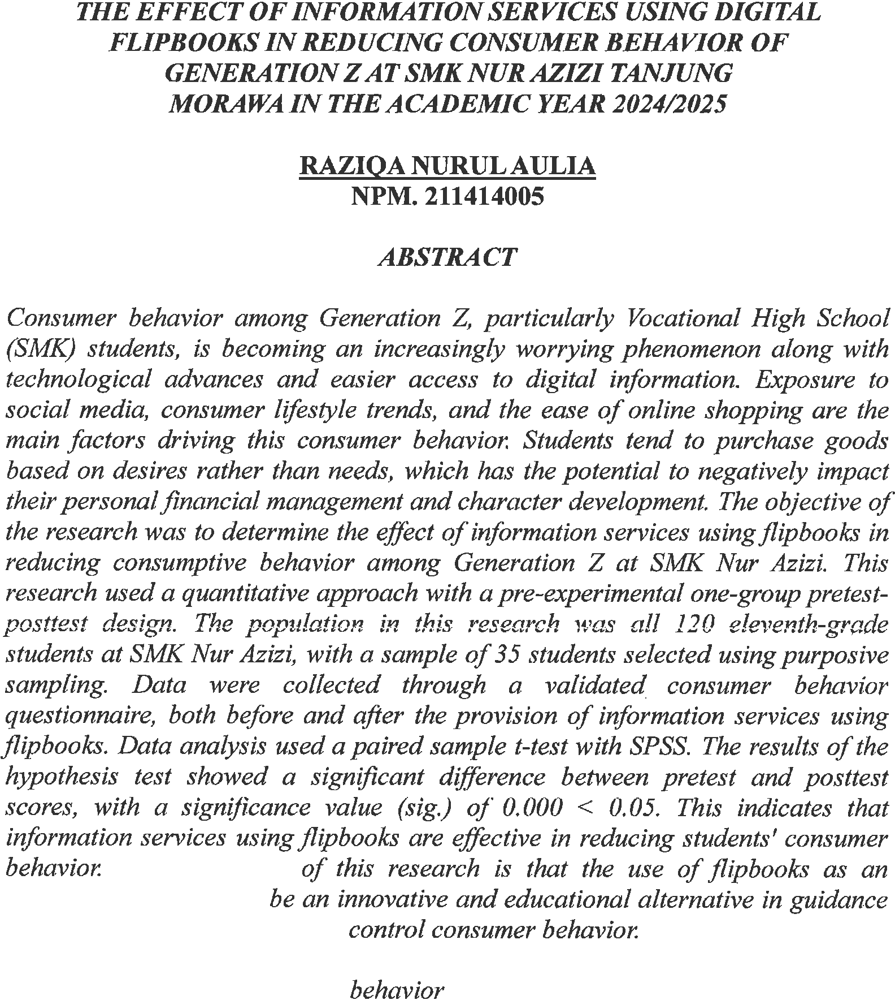 THE EFFECT OF INFORMATION SERVICES USING DIGITAL
FLIPBOOKS IN REDUCING CONSUMER BEHAVIOR OF
GENERATION Z AT SMK NUR AZIZI TANJUNG
MORAWA IN THE ACADEMIC YEAR 2024/2025
RAZIQA NURUL AULIA
NPM. 211414005
ABSTRACT
Consumer behavior among Generation Z, particularly Vocational High School
(SMK) students, is becoming an increasingly worrying phenomenon along with
technological advances and easier access to digital information. Exposure to
social media, consumer lifestyle trends, and the ease of online shopping are the
main factors driving this consumer behavior. Students tend to purchase goods
based on desires rather than needs, which has the potential to negatively impact
their personal financial management and character development. The objective of
the research was to determine the effect of information services using flipbooks in
reducing consumptive behavior among Generation Z at SMK Nur Azizi. This
research used a quantitative approach with a pre-experimental one-group pretest-
posttest design. The population in this research was all 120 eleventh-grade
students at SMK Nur Azizi, with a sample of 35 students selected using purposive
sampling. Data were collected through a validated consumer behavior
questionnaire, both before and after the provision of information services using
flipbooks. Data analysis used a paired sample t-test with SPSS. The results of the
hypothesis test showed a significant difference between pretest and posttest
scores, with a significance value (sig.) of 0.000 < 0.05. This indicates that
information services using flipbooks are effective in reducing students' consumer
behavior. of this research is that the use of flipbooks as an
be an innovative and educational alternative in guidance
control consumer behavior.
behavior